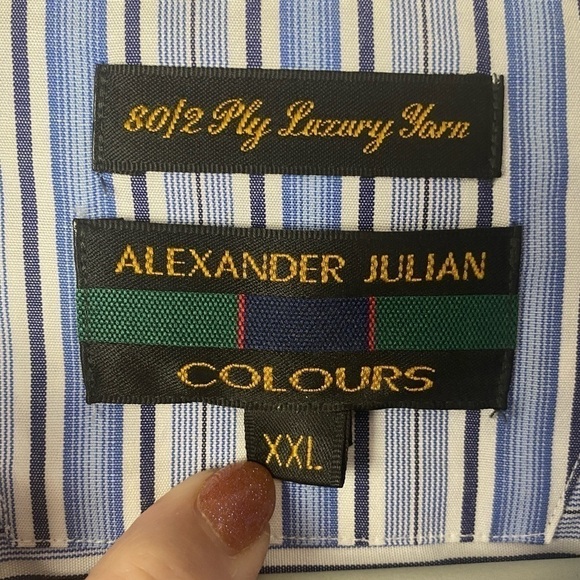 80/2 Ply Luxury Yarn
ALEXANDER JULIAN
COLOURS
XXL